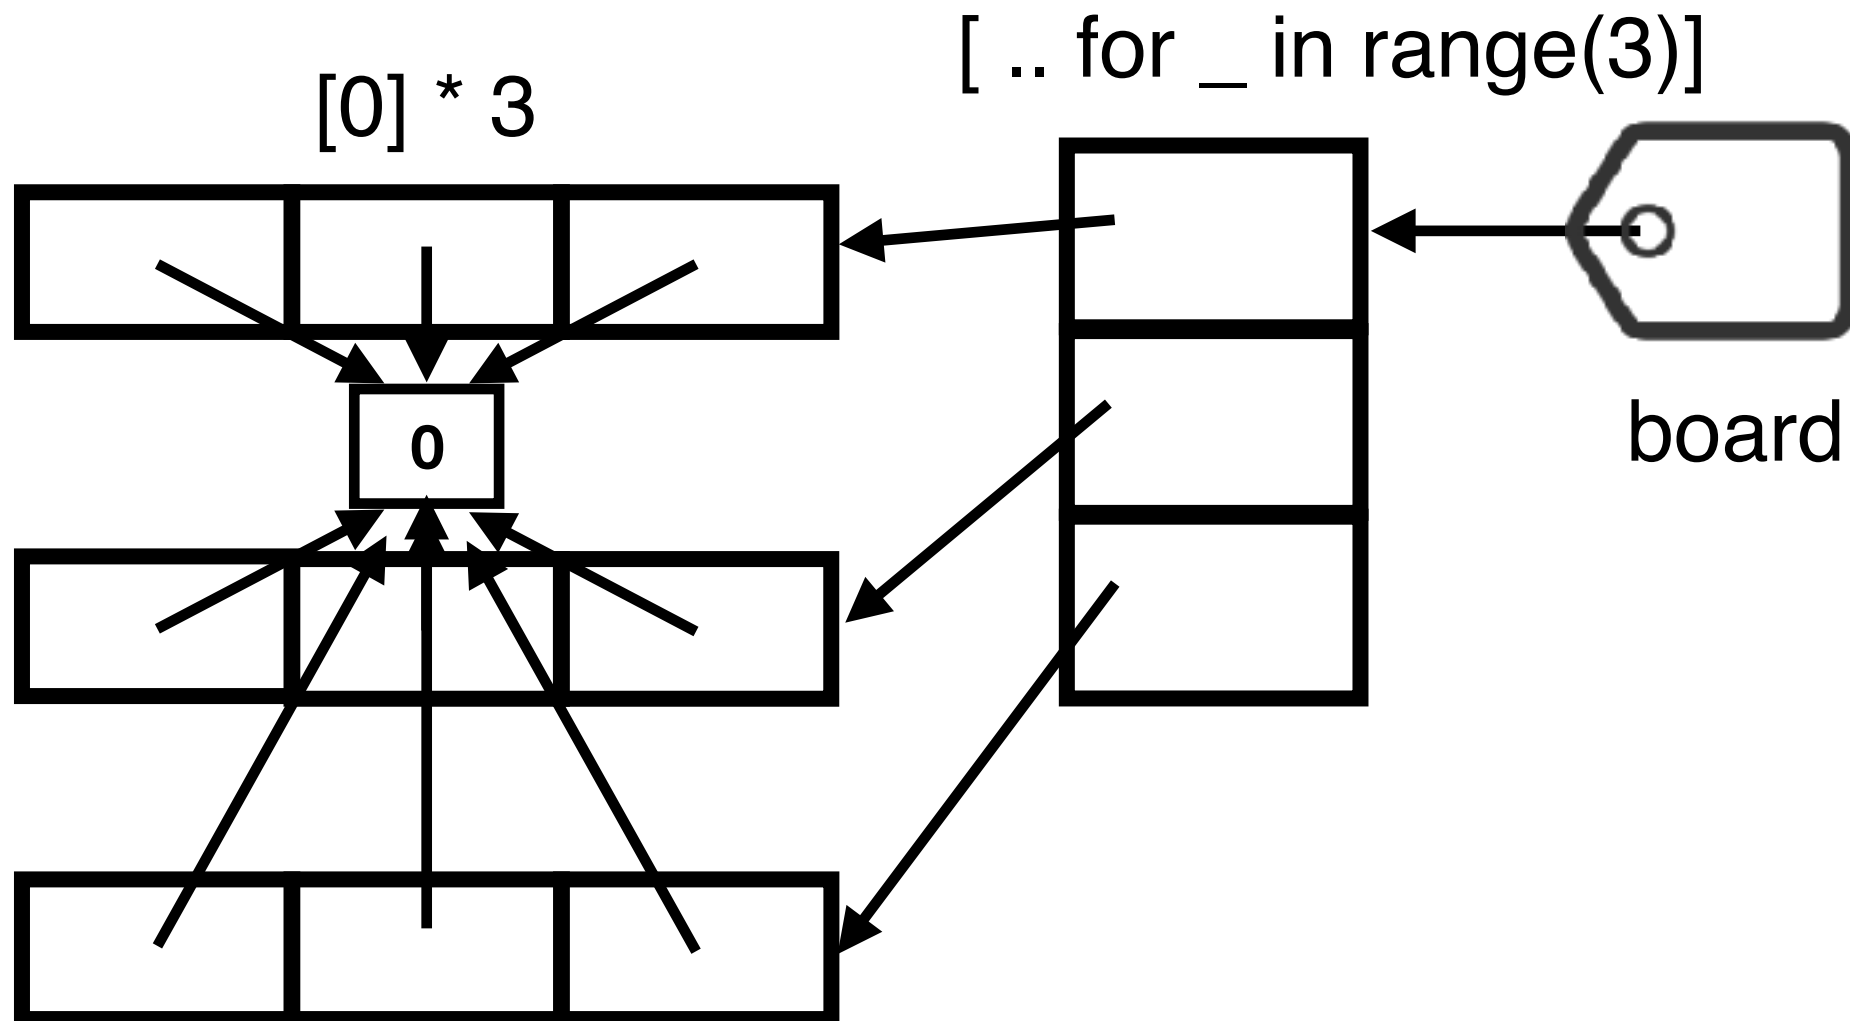 [ .. for _ in range(3)]
[0] * 3
0
board